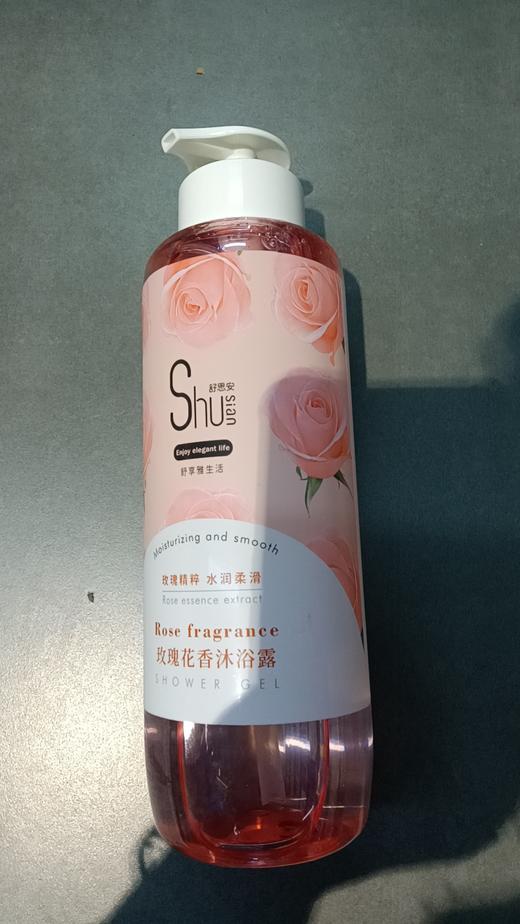 舒思安
Shu
sian
Enjoy elegant life
舒享雅生活
Moisturizing and smooth
玫瑰精粹 水润柔滑
Rose essence extract
Rose fragrance
玫瑰花香沐浴露
SHOWER GEL